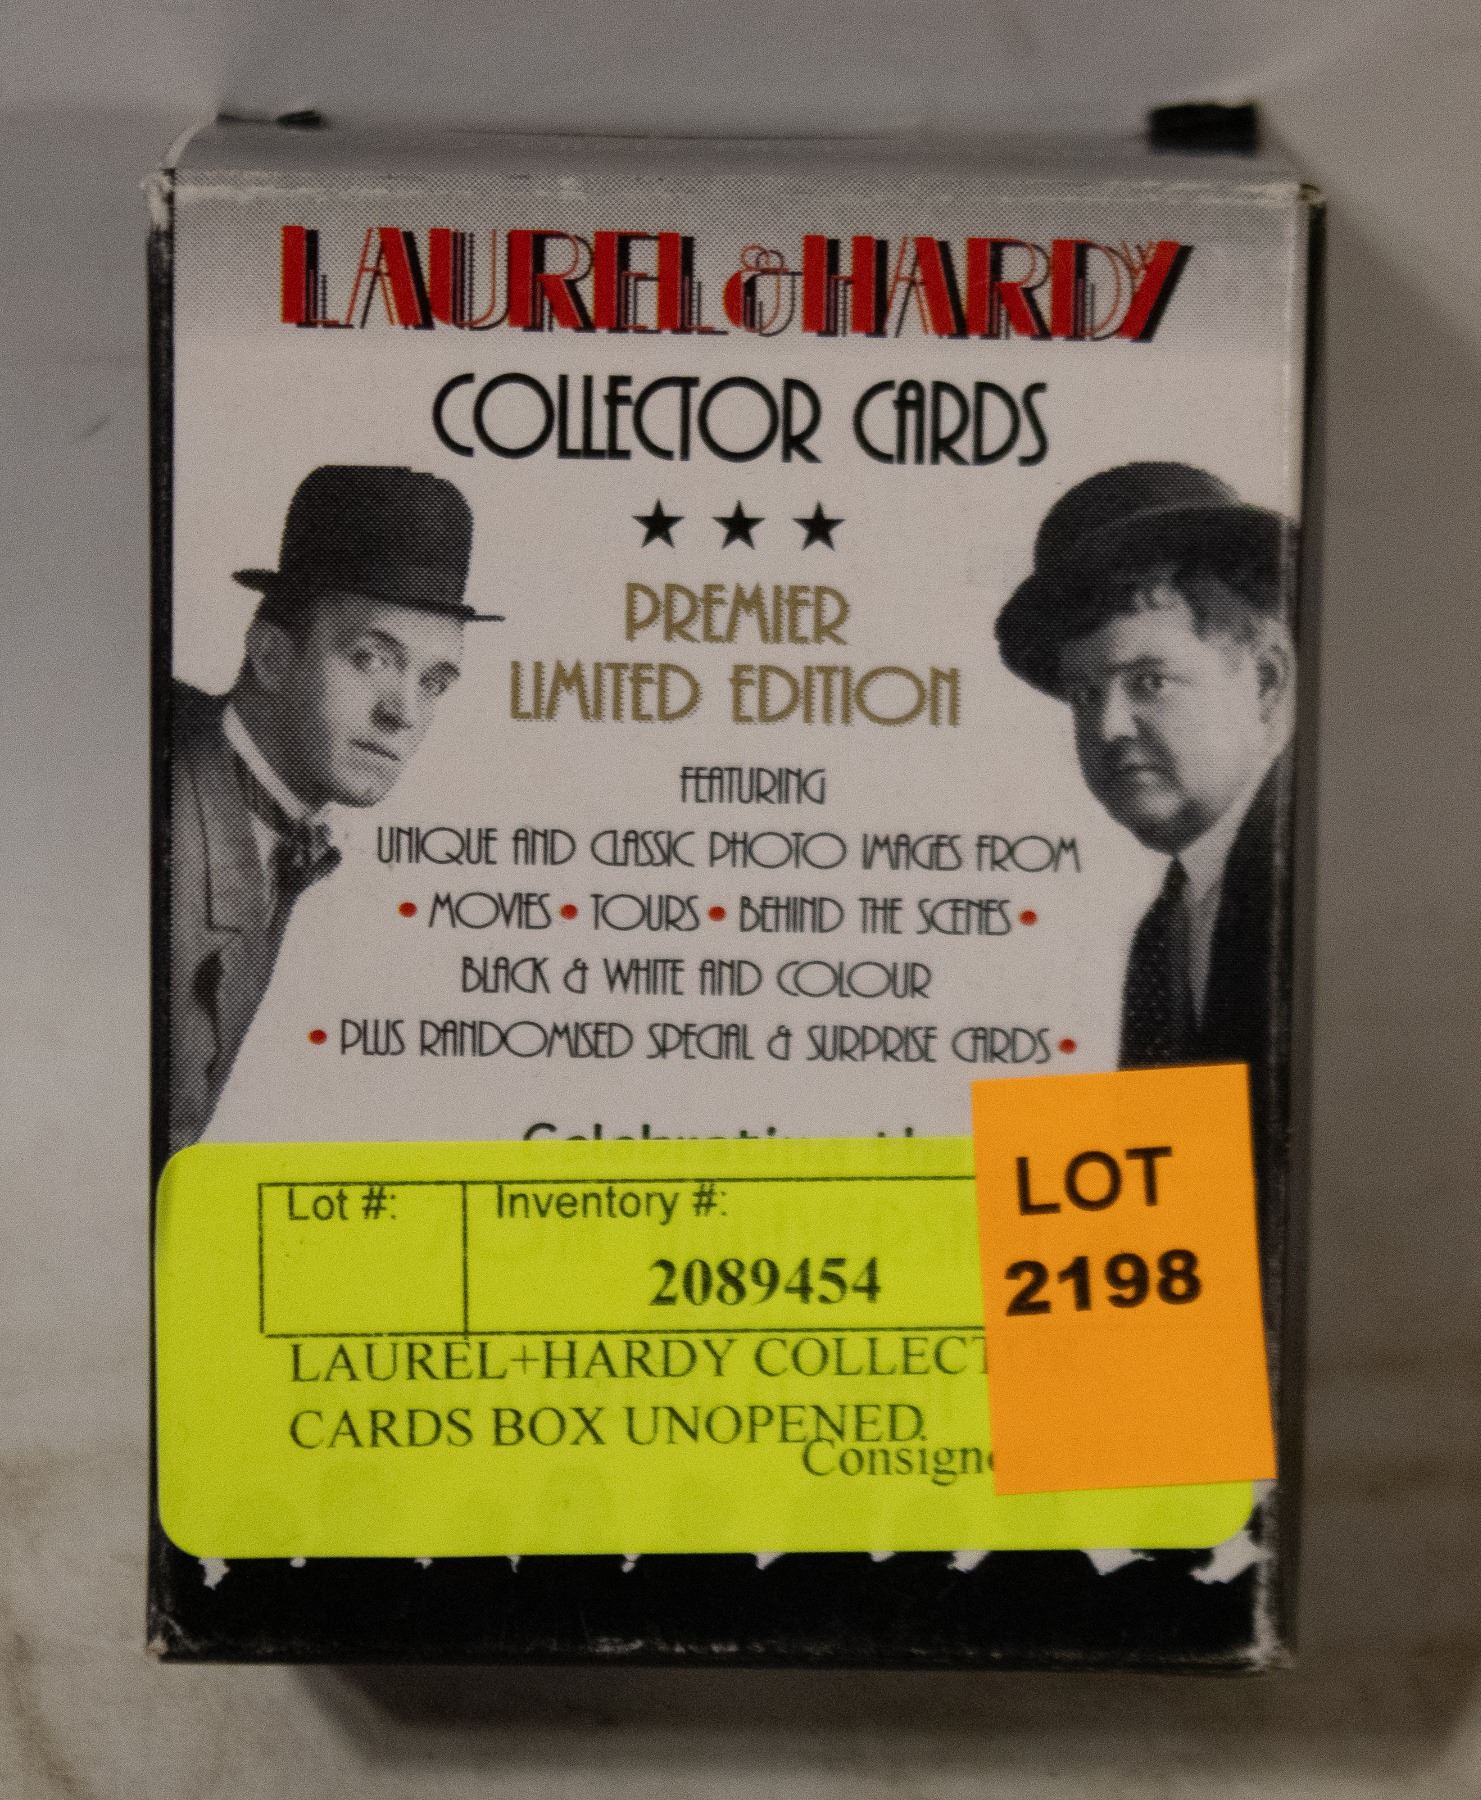 LAUREL & HARDY
COLLECTOR CARDS
★ ★ ★
PREMIER
LIMITED EDITION
FEATURING
UNIQUE AND CLASSIC PHOTO IMAGES FROM
• MOVIES • TOURS • BEHIND THE SCENES •
BLACK & WHITE AND COLOUR
• PLUS RANDOMISED SPECIAL & SURPRISE CARDS •
Lot #: Inventory #:
2089454
LAUREL+HARDY COLLECT
CARDS BOX UNOPENED.
Consign
LOT
2198